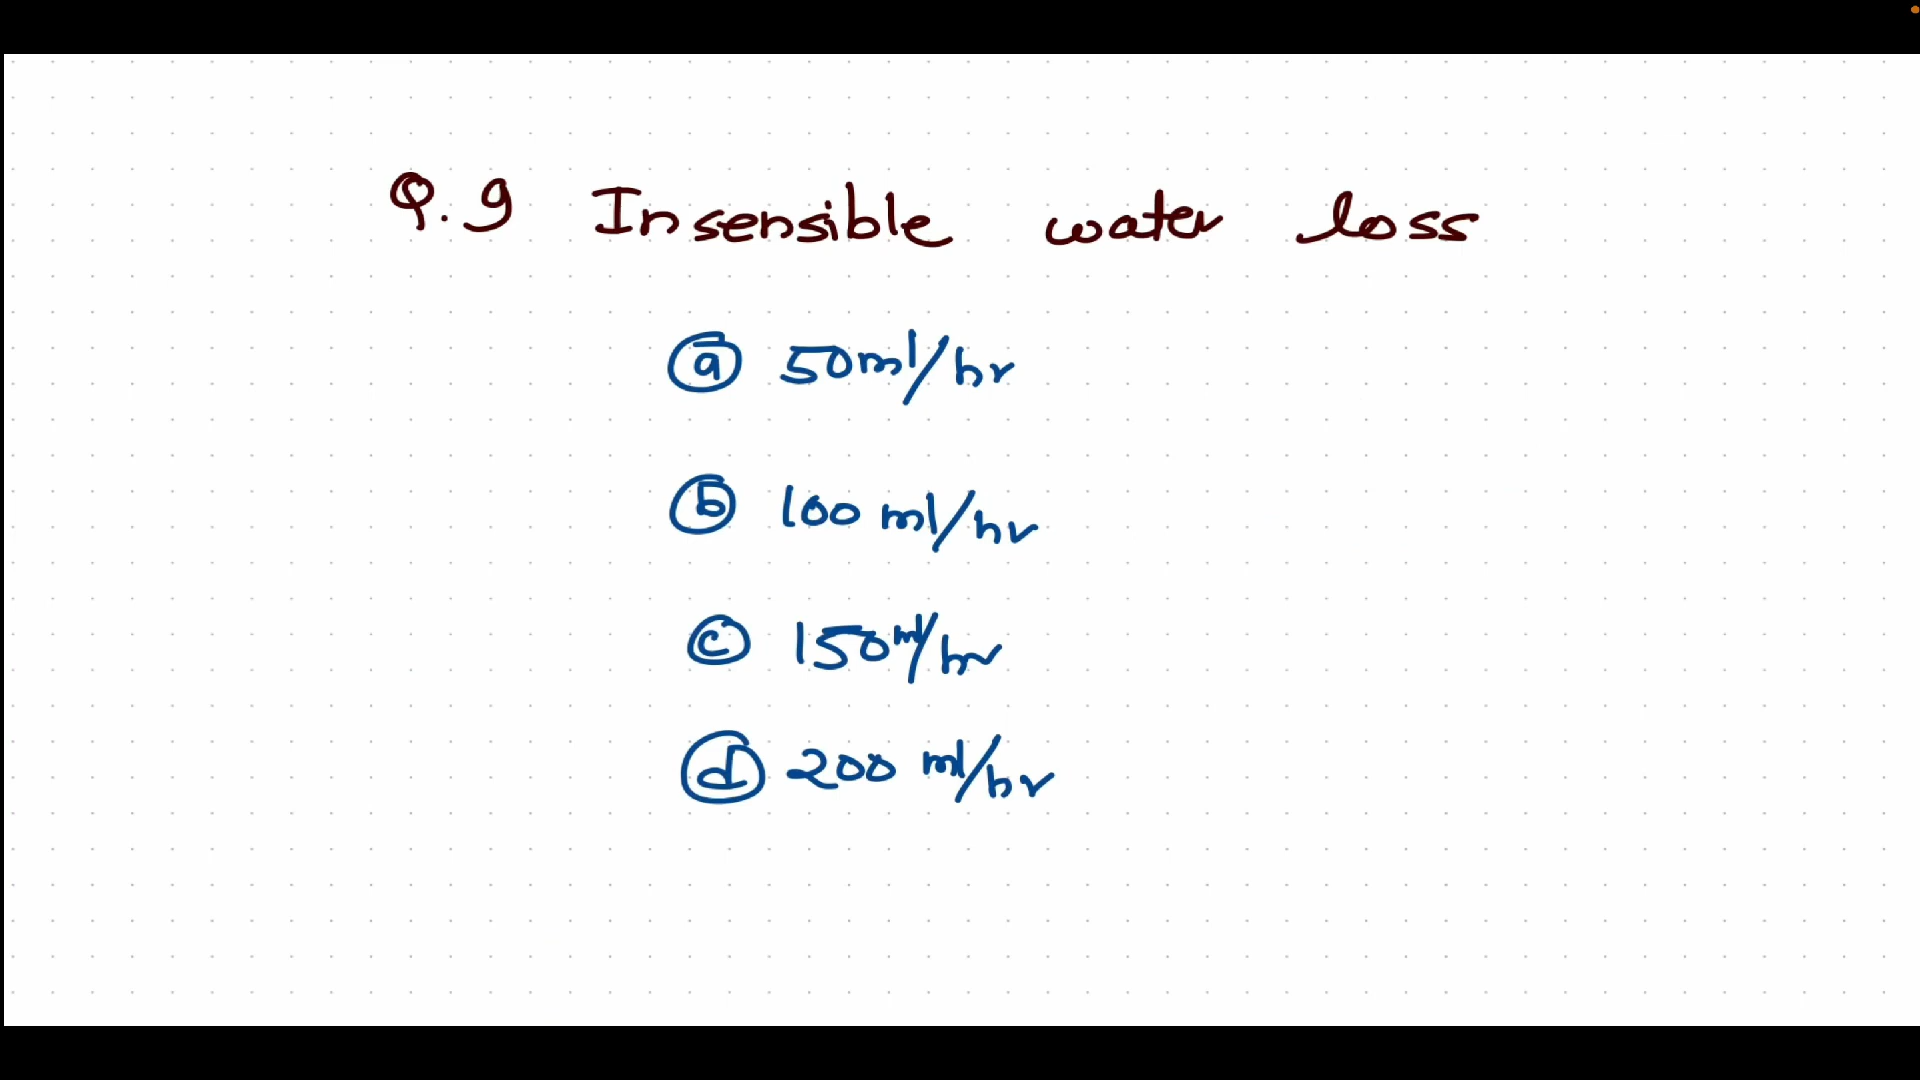 Q.9 Insensible water loss
a 50ml/hr
b 100 ml/hr
c 150ml/hr
d 200 ml/hr